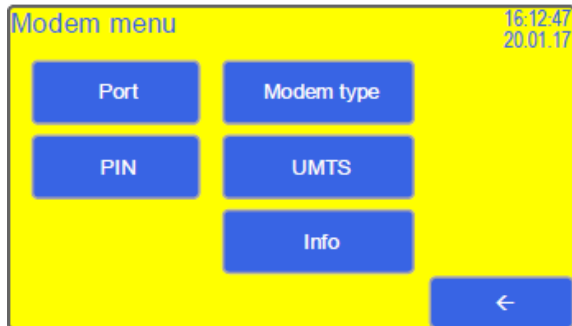 Modem menu
16:12:47
20.01.17
Port
Modem type
PIN
UMTS
Info
←